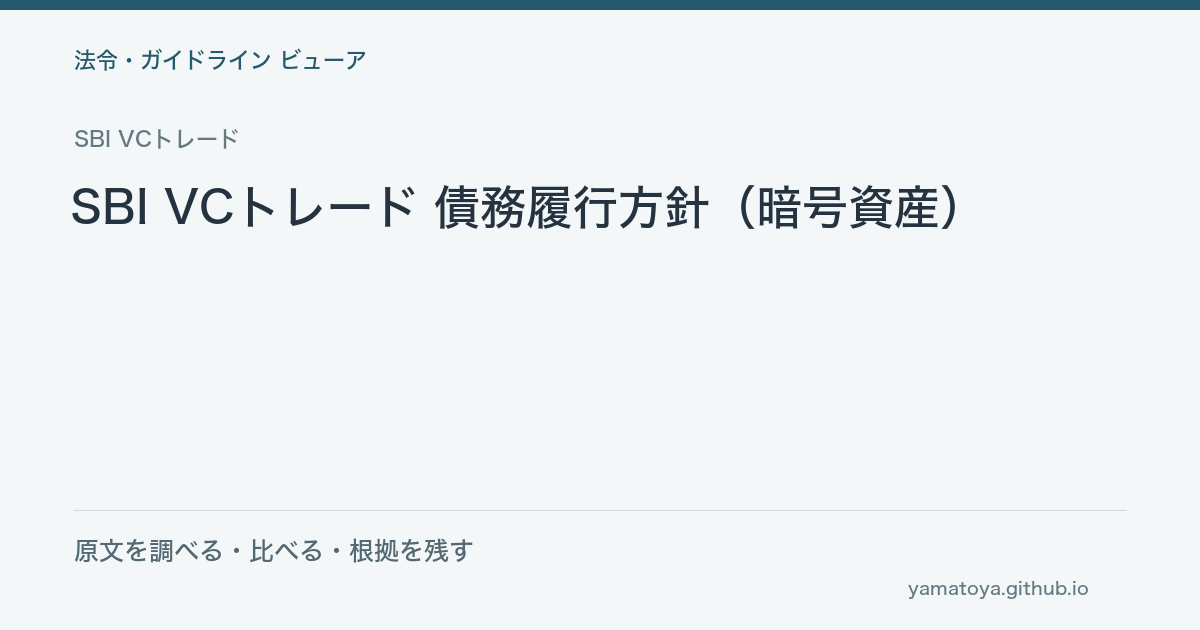 法令・ガイドライン ビューア
SBI VCトレード
SBI VCトレード 債務履行方針（暗号資産）
原文を調べる・比べる・根拠を残す
yamatoya.github.io